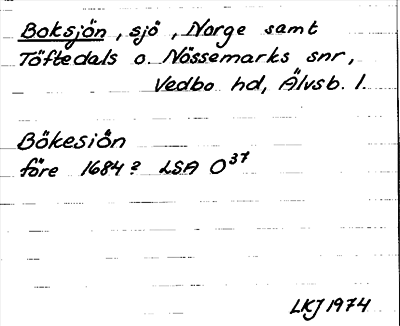 Boksjön, sjö, Norge samt
Töftedals o. Nössemarks snr,
Vedbo hd, Älvsb. l.
Bökesiön
före 1684? LSA O37
LKJ 1974